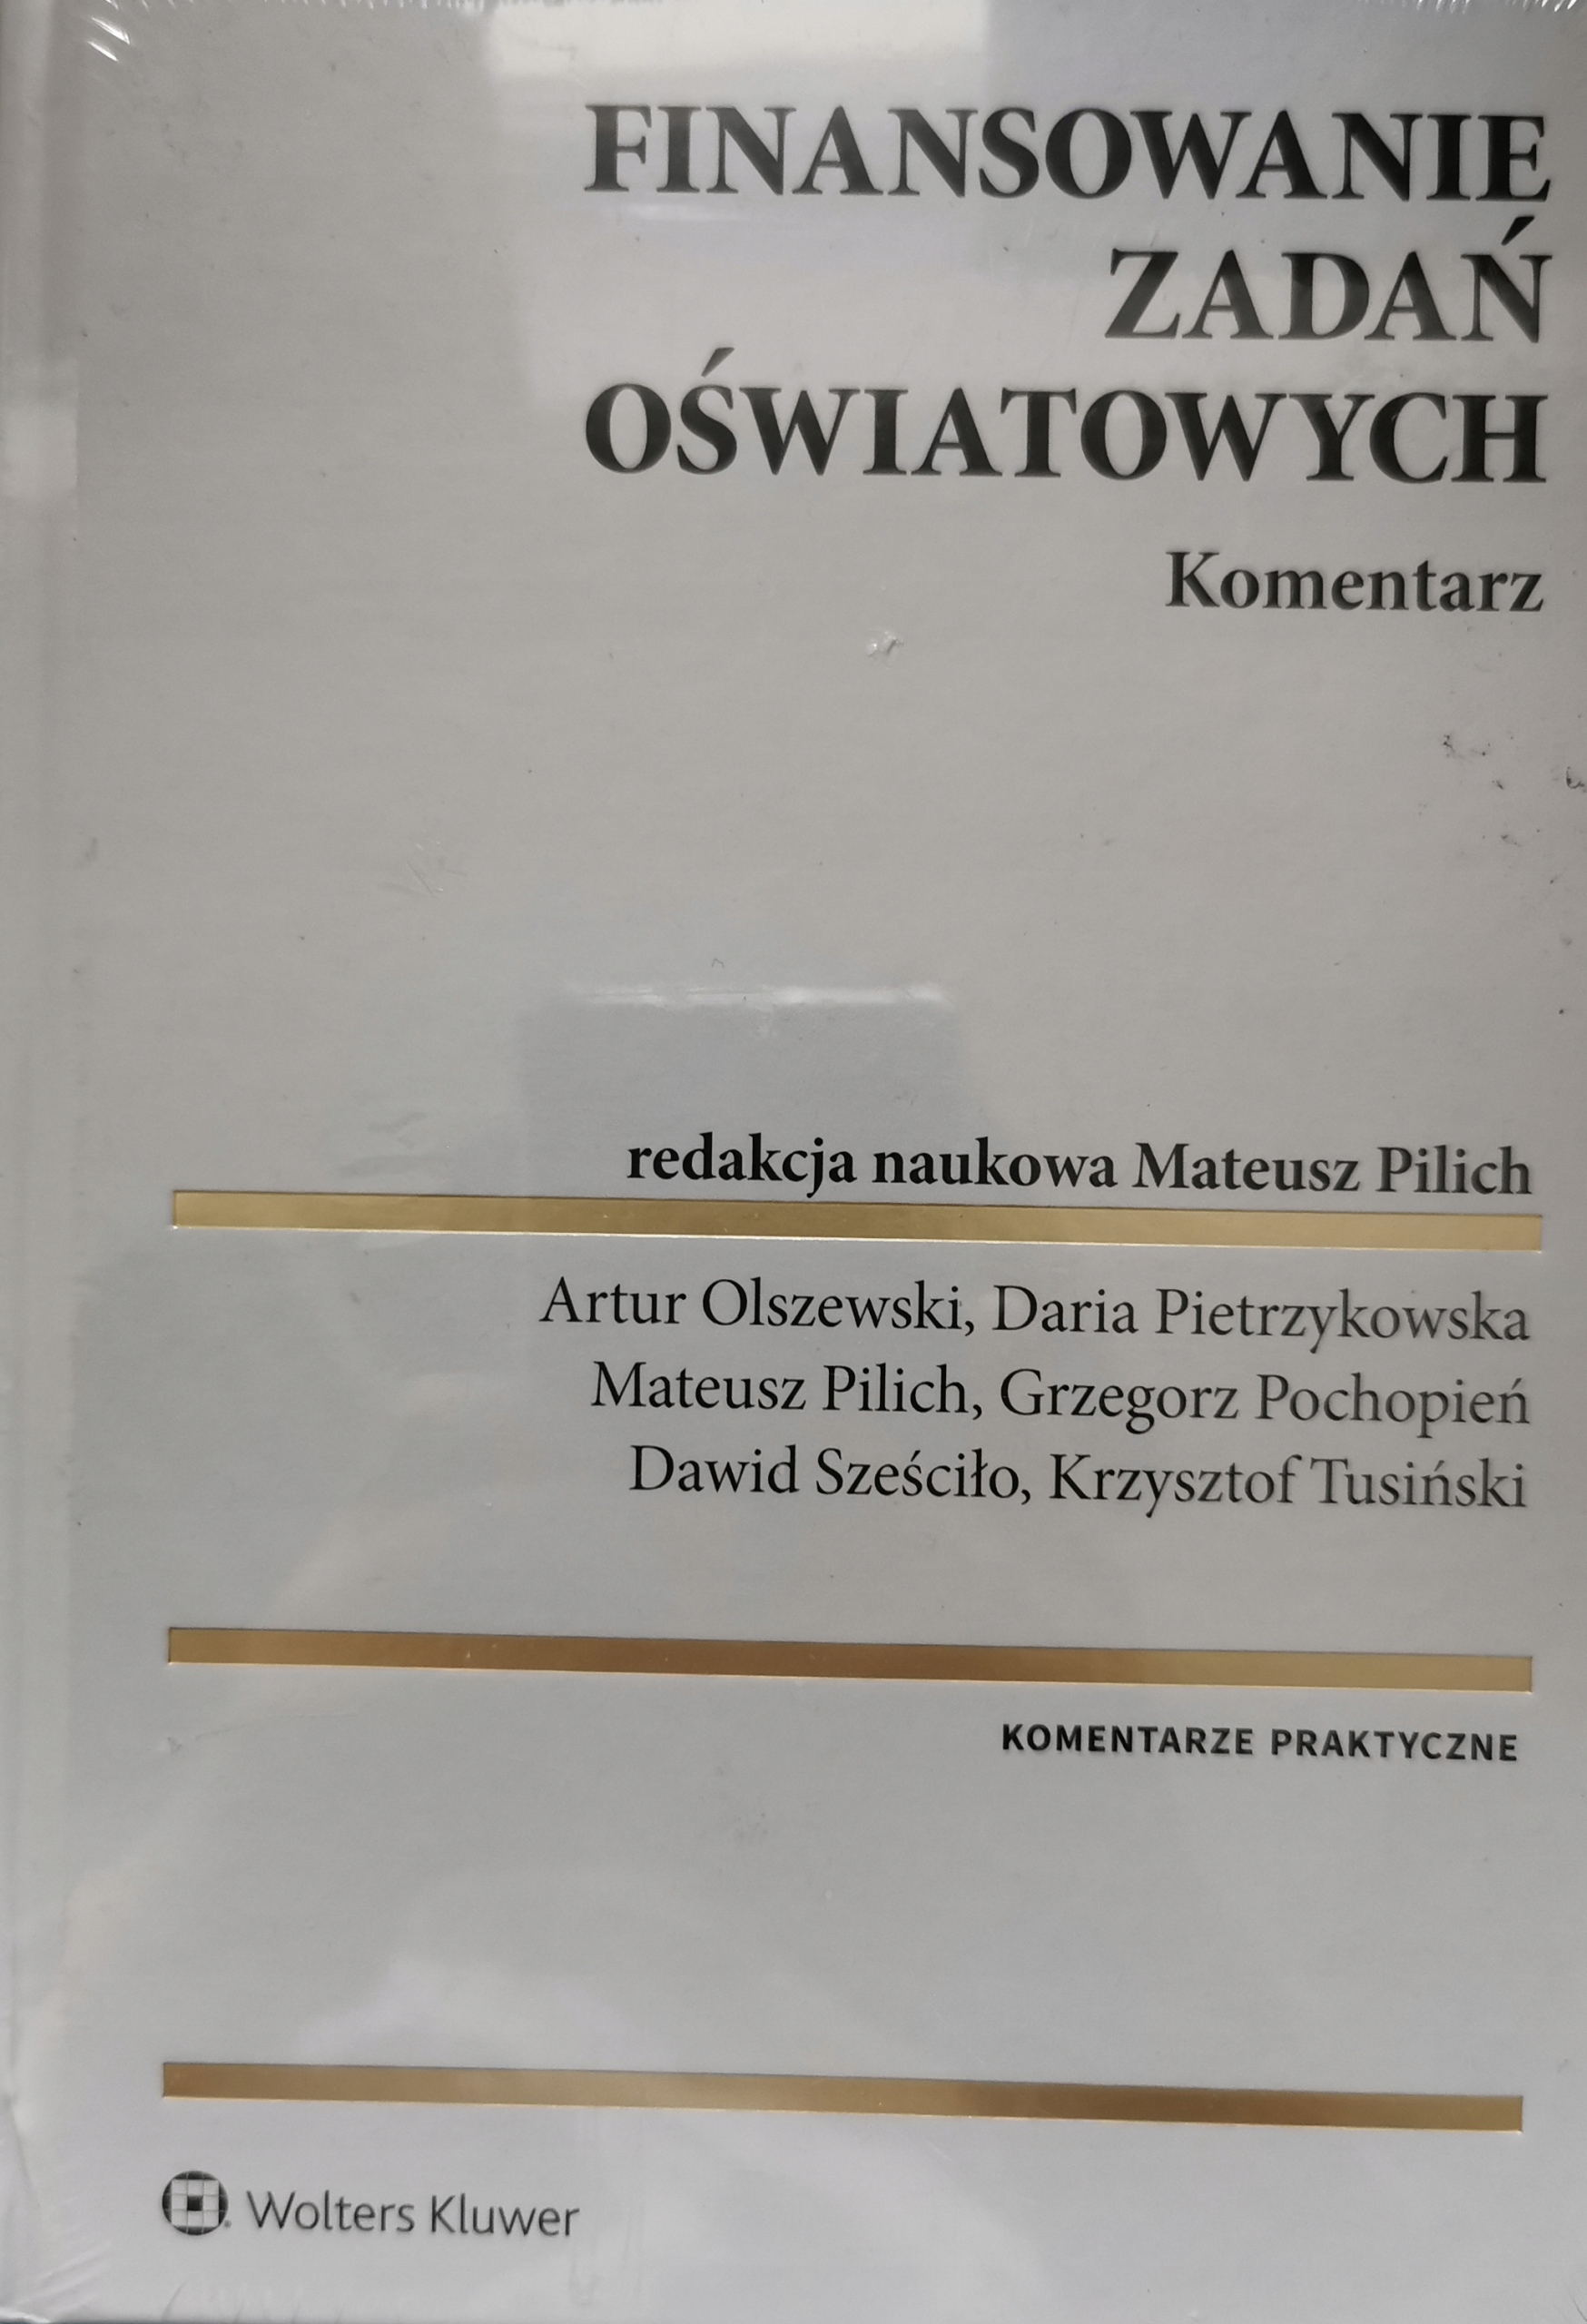 FINANSOWANIE
ZADAŃ
OŚWIATOWYCH
Komentarz
redakcja naukowa Mateusz Pilich
Artur Olszewski, Daria Pietrzykowska
Mateusz Pilich, Grzegorz Pochopień
Dawid Sześciło, Krzysztof Tusiński
KOMENTARZE PRAKTYCZNE
Wolters Kluwer